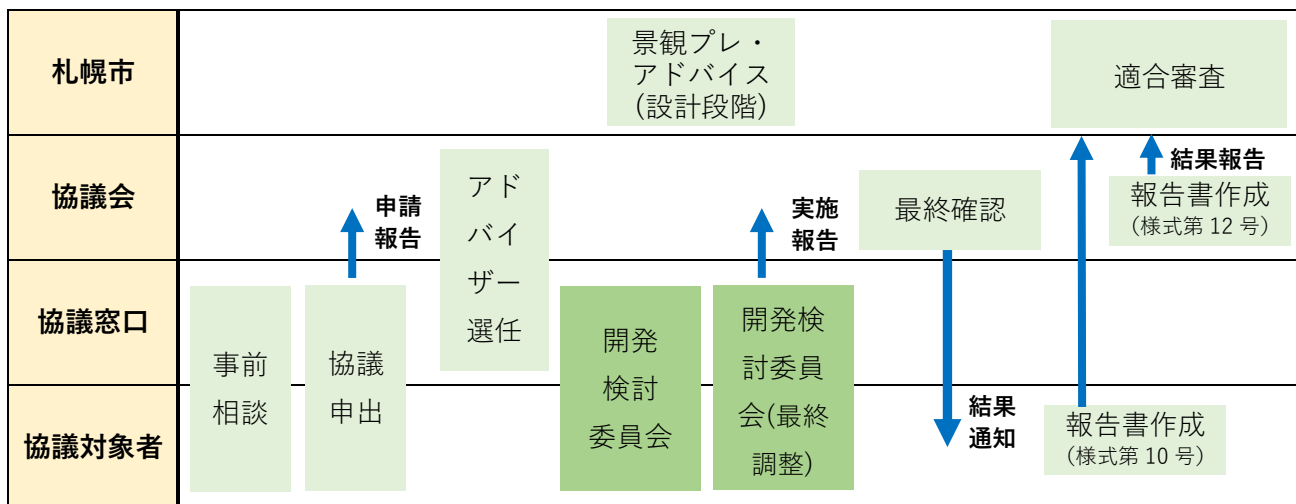 札幌市
景観プレ・
アドバイス
(設計段階)
適合審査
協議会
申請
報告
アド
バイ
ザー
選任
実施
報告
最終確認
結果報告
報告書作成
(様式第 12 号)
協議窓口
事前
相談
協議
申出
開発
検討
委員会
開発検
討委員
会(最終
調整)
協議対象者
結果
通知
報告書作成
(様式第 10 号)